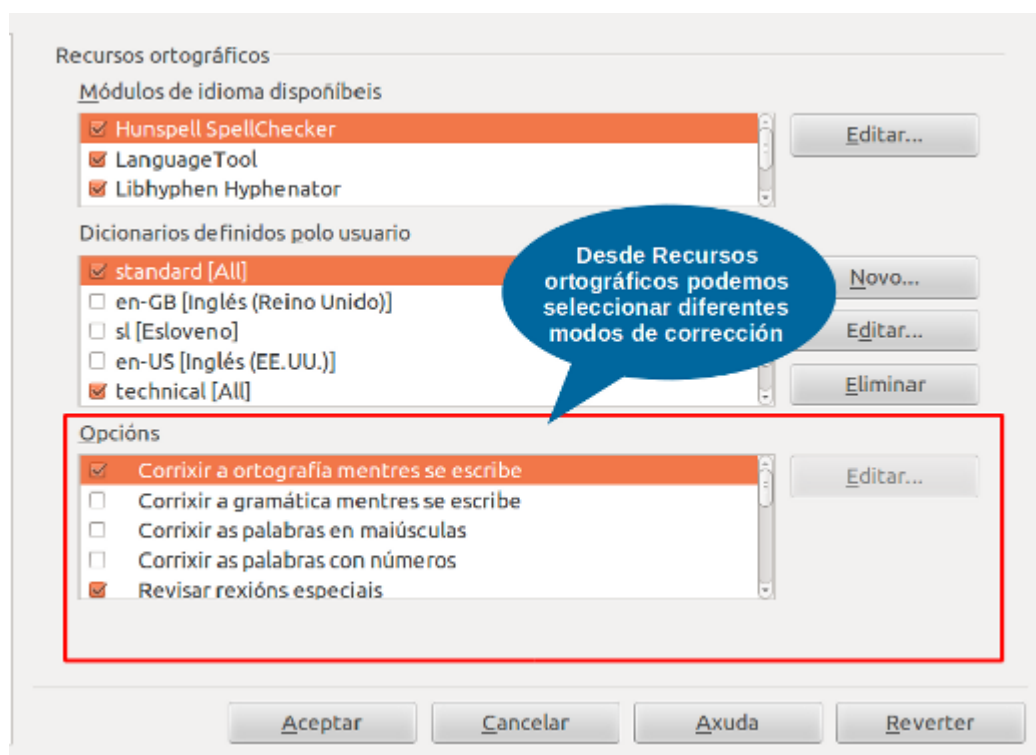 Recursos ortográficos
Módulos de idioma dispoñíbeis
Hunspell SpellChecker
Editar...
LanguageTool
Libhyphen Hyphenator
Dicionarios definidos polo usuario
standard [All]
en-GB [Inglés (Reino Unido)]
sl [Esloveno]
en-US [Inglés (EE.UU.)]
technical [All]
Desde Recursos
ortográficos podemos
seleccionar diferentes
modos de corrección
Novo...
Editar...
Eliminar
Opcións
Corrixir a ortografía mentres se escribe
Editar...
Corrixir a gramática mentres se escribe
Corrixir as palabras en maiúsculas
Corrixir as palabras con números
Revisar rexións especiais
Aceptar
Cancelar
Axuda
Reverter